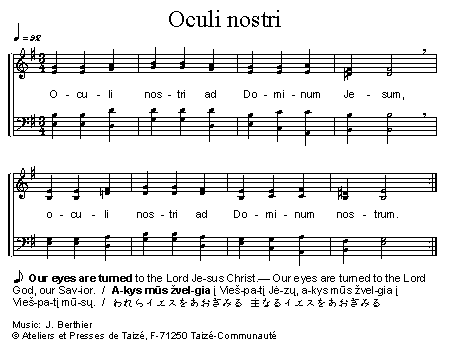 Oculi nostri
♩ = 92
O - cu - li nos - tri ad Do - mi - num Je - sum,
o - cu - li nos - tri ad Do - mi - num nos - trum.
Our eyes are turned to the Lord Je-sus Christ.— Our eyes are turned to the Lord
God, our Sav-ior. / A-kys mūs žvel-gia į Vieš-pa-tį Jė-zų, a-kys mūs žvel-gia į
Vieš-pa-tį mū-sų. / われらイエスをあおぎみる 主なるイエスをあおぎみる
Music: J. Berthier
© Ateliers et Presses de Taizé, F-71250 Taizé-Communauté